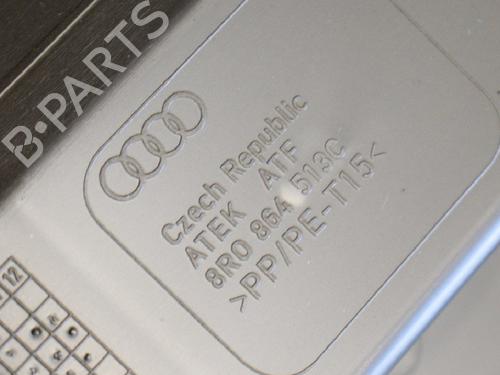 B-PARTS
Czech Republic
ATEK ATF
8R0 864 513C
>PP/PE-T15<
12